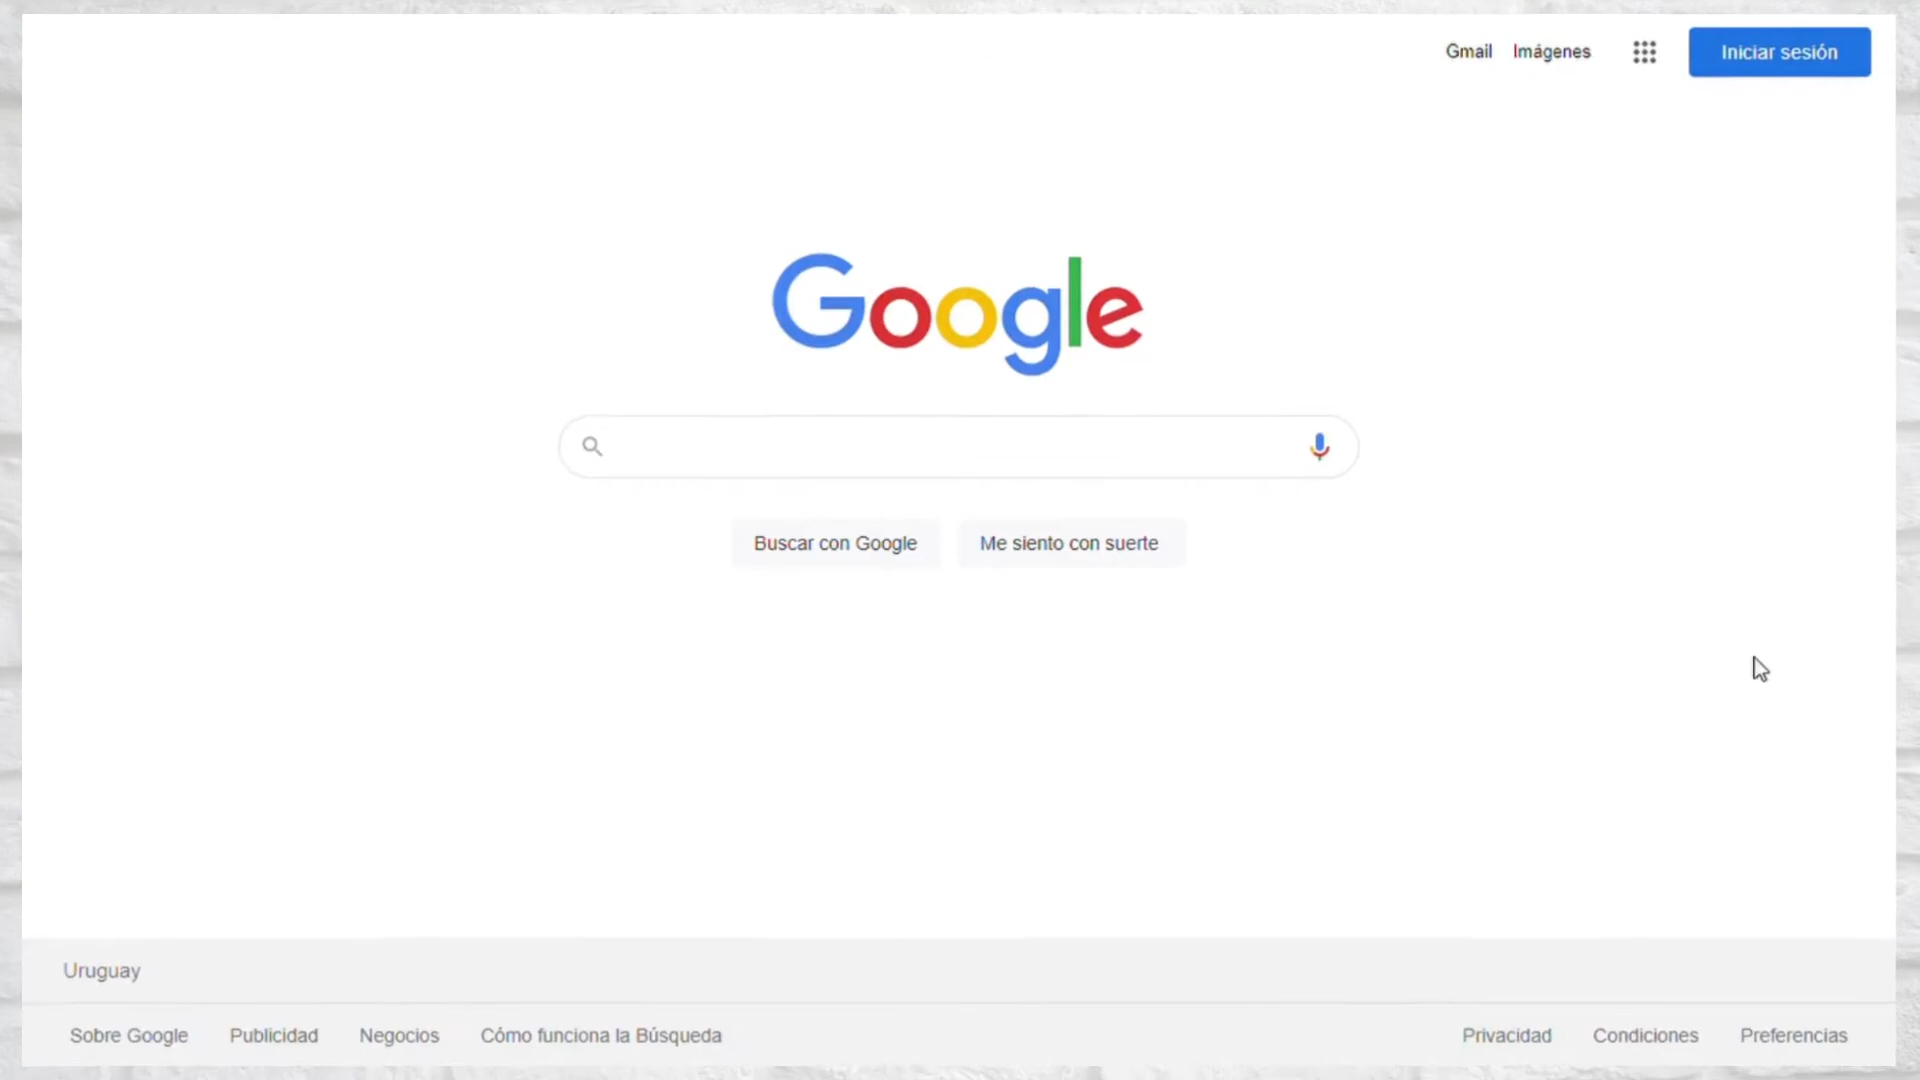 Gmail Imágenes Iniciar sesión
Google
Buscar con Google Me siento con suerte
Uruguay
Sobre Google Publicidad Negocios Cómo funciona la Búsqueda Privacidad Condiciones Preferencias